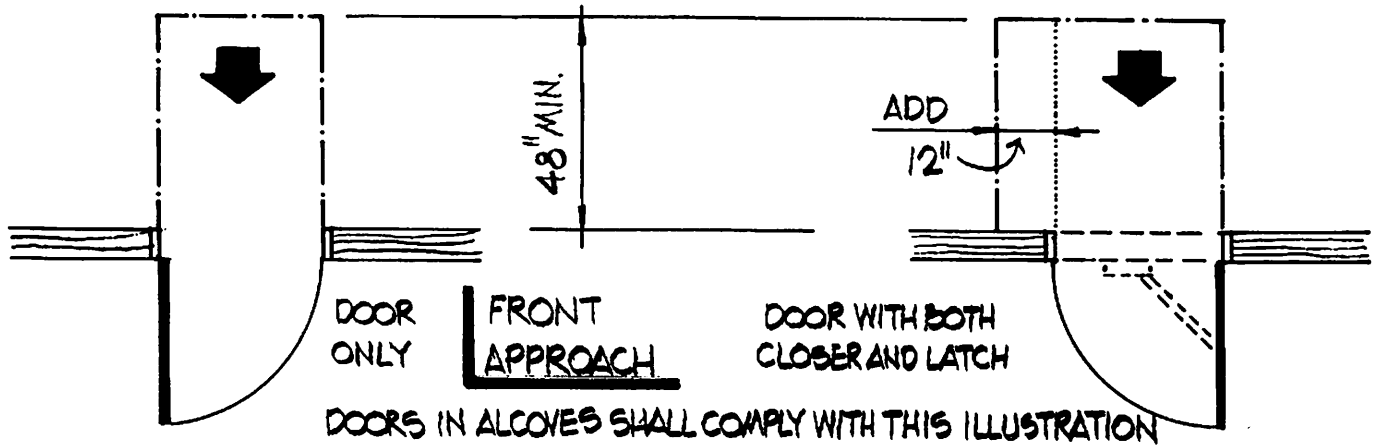 48" MIN.
ADD
12"
DOOR
ONLY
FRONT
APPROACH
DOOR WITH BOTH
CLOSER AND LATCH
DOORS IN ALCOVES SHALL COMPLY WITH THIS ILLUSTRATION